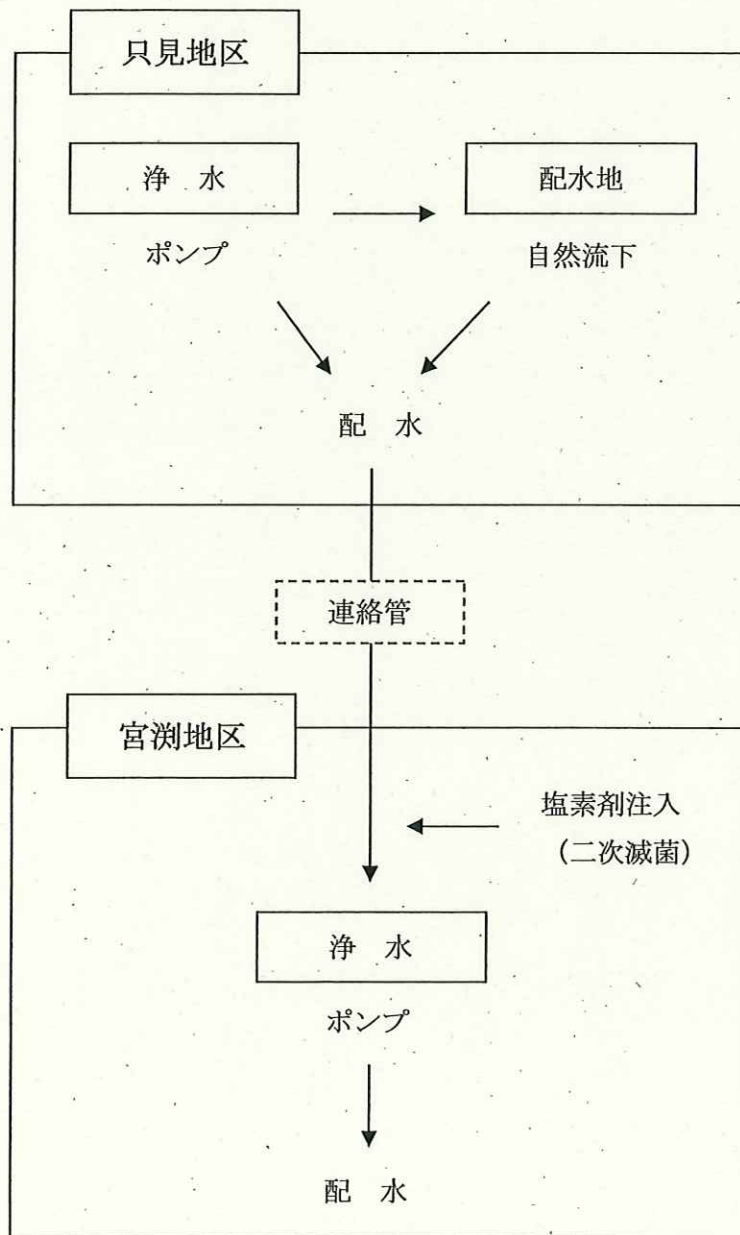 只見地区
浄 水
配水地
ポンプ
自然流下
配 水
連絡管
宮渕地区
塩素剤注入
(二次滅菌)
浄 水
ポンプ
配 水